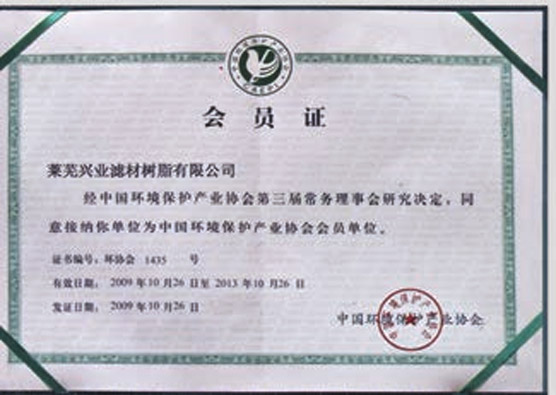 会员证
莱芜兴业滤材树脂有限公司
经中国环境保护产业协会第三届常务理事会研究决定，同
意接纳你单位为中国环境保护产业协会会员单位。
证书编号：环协会 1435 号
有效日期：2009 年 10 月 26 日至 2013 年 10 月 26 日
发证日期：2009 年 10 月 26 日
中国环境保护产业协会